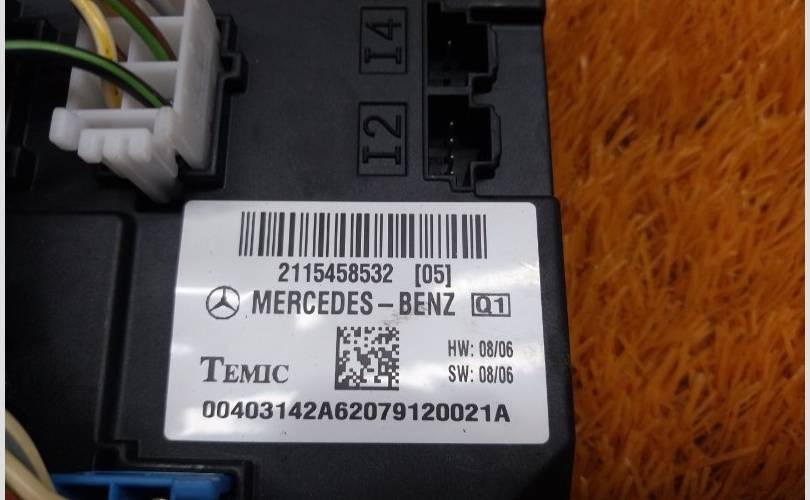 I4
I2
2115458532 [05]
MERCEDES-BENZ Q1
HW: 08/06
TEMIC
SW: 08/06
00403142A62079120021A